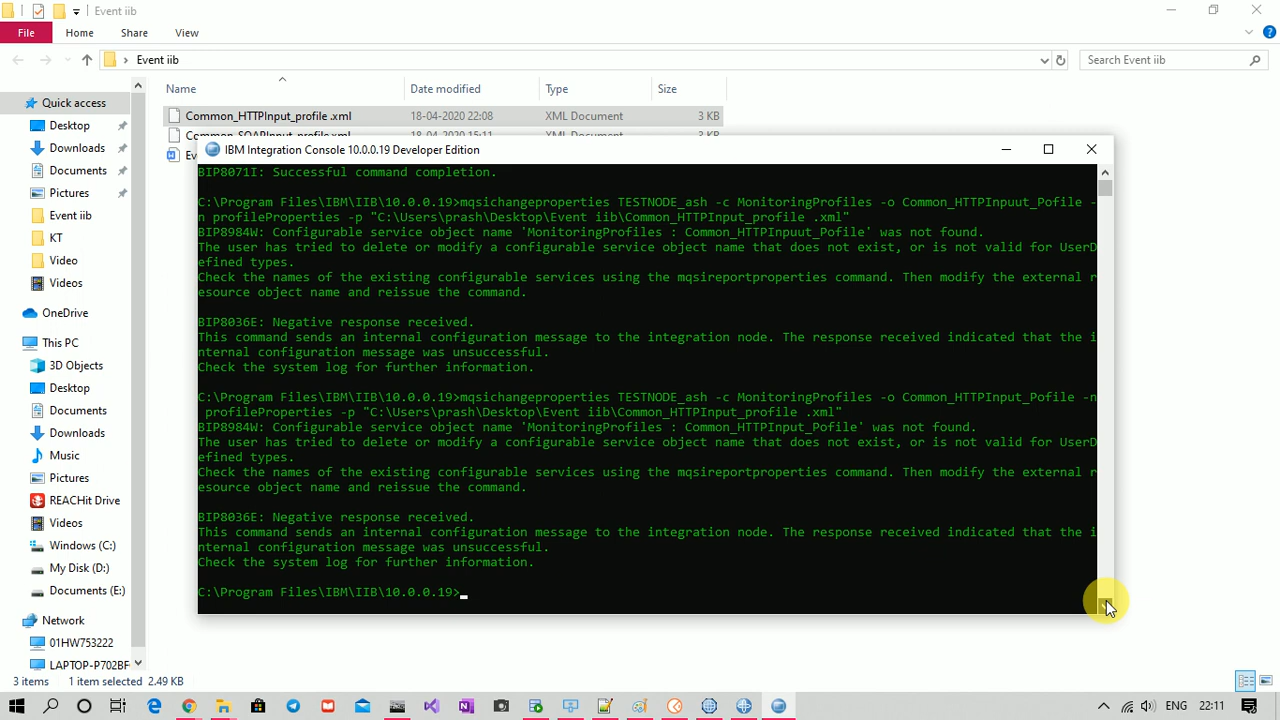 Event iib
File
Home
Share
View
Event iib
Search Event iib
Name
Date modified
Type
Size
Quick access
Desktop
Downloads
Documents
Pictures
Event iib
KT
Video
Videos
OneDrive
This PC
3D Objects
Desktop
Documents
Downloads
Music
Pictures
REACHit Drive
Videos
Windows (C:)
My Disk (D:)
Documents (E:)
Network
01HW753222
LAPTOP-P702BF
Common_HTTPInput_profile .xml
18-04-2020 22:08
XML Document
3 KB
Common_SOAPInput_profile.xml
18-04-2020 15:11
XML Document
3 KB
Ev
IBM Integration Console 10.0.0.19 Developer Edition
BIP8071I: Successful command completion.
C:\Program Files\IBM\IIB\10.0.0.19>mqsichangeproperties TESTNODE_ash -c MonitoringProfiles -o Common_HTTPInpuut_Pofile -
n profileProperties -p "C:\Users\prash\Desktop\Event iib\Common_HTTPInput_profile .xml"
BIP8984W: Configurable service object name 'MonitoringProfiles : Common_HTTPInpuut_Pofile' was not found.
The user has tried to delete or modify a configurable service object name that does not exist, or is not valid for UserD
efined types.
Check the names of the existing configurable services using the mqsireportproperties command. Then modify the external r
esource object name and reissue the command.
BIP8036E: Negative response received.
This command sends an internal configuration message to the integration node. The response received indicated that the i
nternal configuration message was unsuccessful.
Check the system log for further information.
C:\Program Files\IBM\IIB\10.0.0.19>mqsichangeproperties TESTNODE_ash -c MonitoringProfiles -o Common_HTTPInput_Pofile -n
profileProperties -p "C:\Users\prash\Desktop\Event iib\Common_HTTPInput_profile .xml"
BIP8984W: Configurable service object name 'MonitoringProfiles : Common_HTTPInput_Pofile' was not found.
The user has tried to delete or modify a configurable service object name that does not exist, or is not valid for UserD
efined types.
Check the names of the existing configurable services using the mqsireportproperties command. Then modify the external r
esource object name and reissue the command.
BIP8036E: Negative response received.
This command sends an internal configuration message to the integration node. The response received indicated that the i
nternal configuration message was unsuccessful.
Check the system log for further information.
C:\Program Files\IBM\IIB\10.0.0.19>
3 items
1 item selected 2.49 KB
ENG
22:11